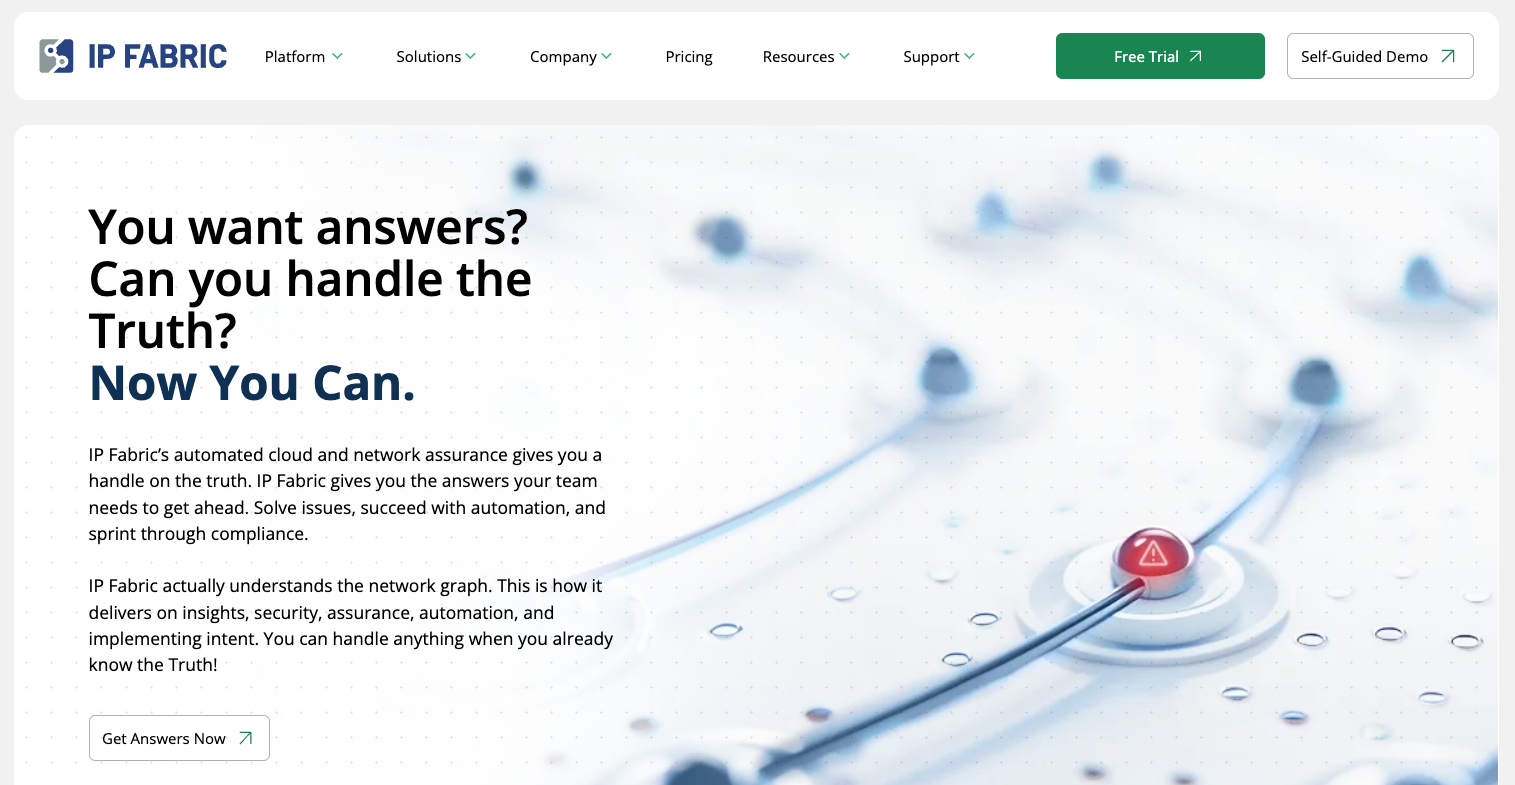 IP FABRIC
Platform
Solutions
Company
Pricing
Resources
Support
Free Trial
Self-Guided Demo
You want answers?
Can you handle the
Truth?
Now You Can.
IP Fabric’s automated cloud and network assurance gives you a
handle on the truth. IP Fabric gives you the answers your team
needs to get ahead. Solve issues, succeed with automation, and
sprint through compliance.
IP Fabric actually understands the network graph. This is how it
delivers on insights, security, assurance, automation, and
implementing intent. You can handle anything when you already
know the Truth!
Get Answers Now